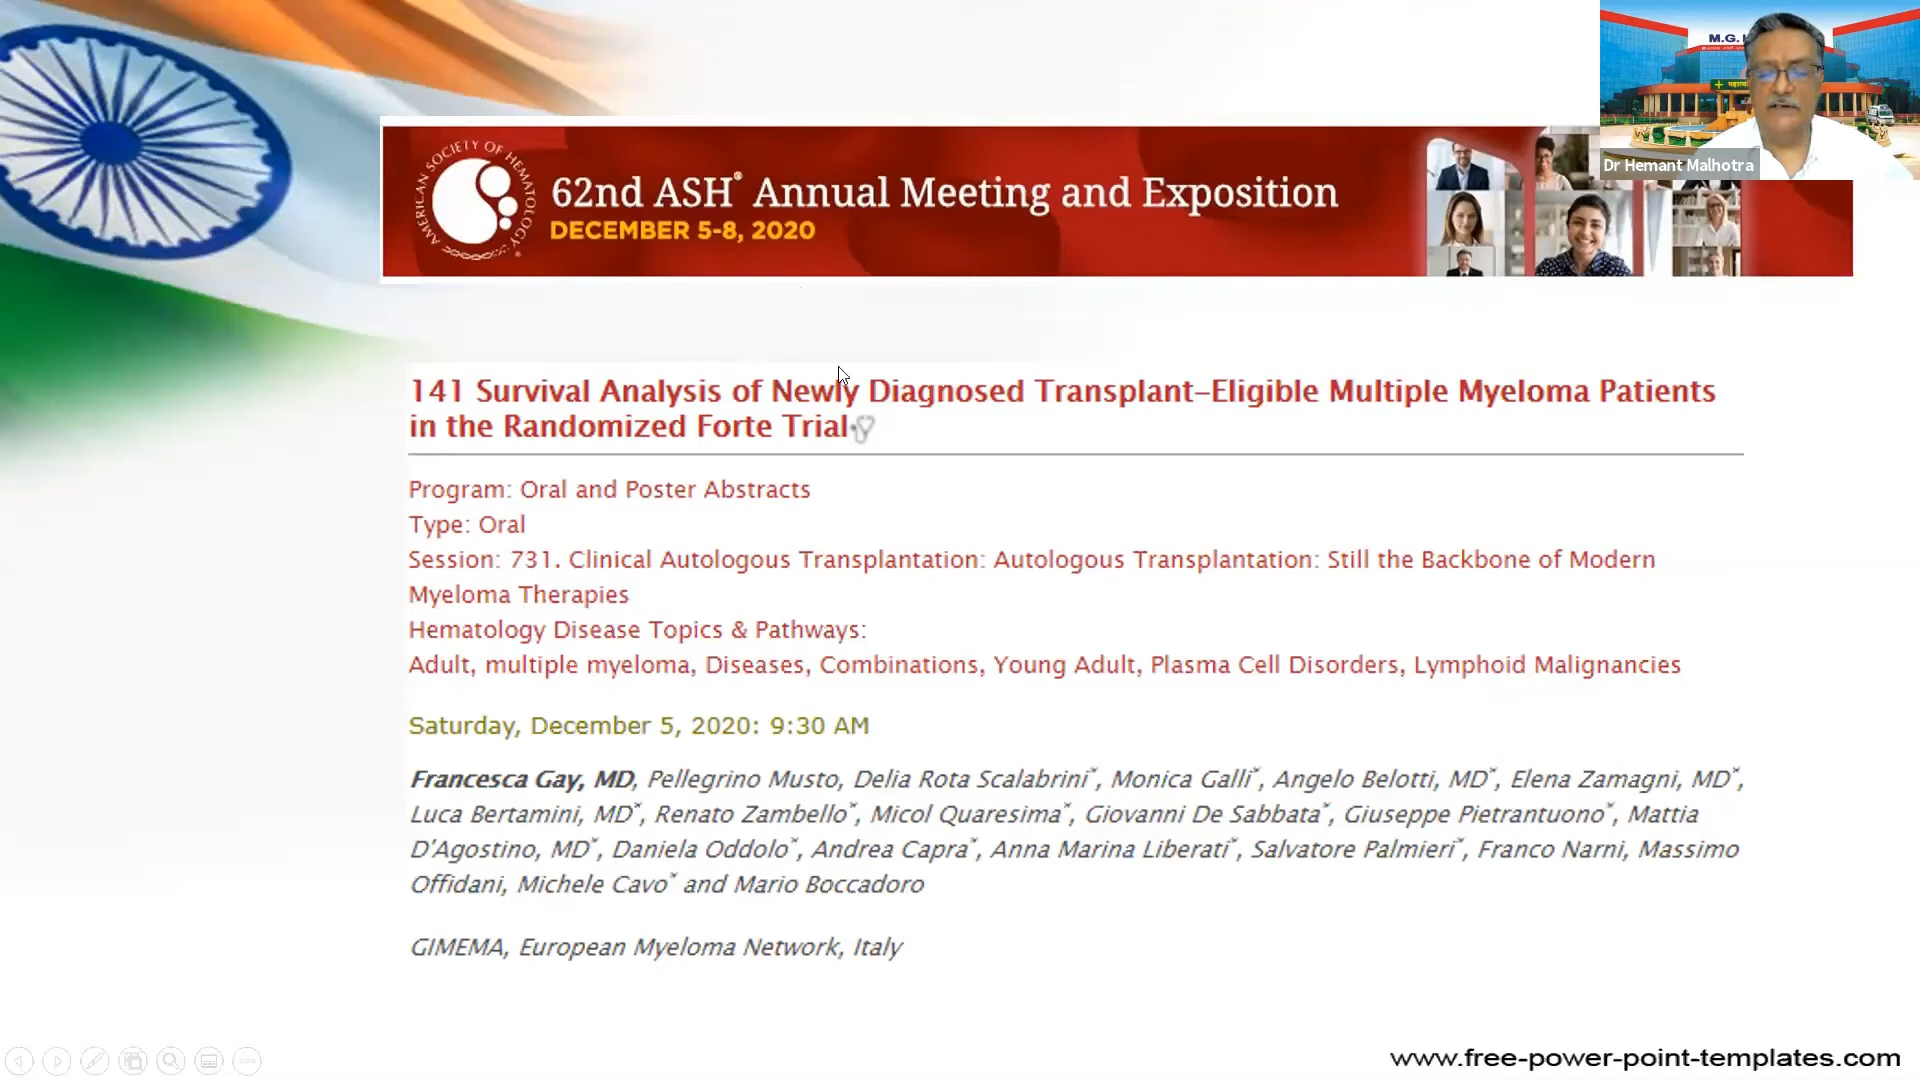 M.G.
Dr Hemant Malhotra
AMERICAN SOCIETY OF HEMATOLOGY
62nd ASH® Annual Meeting and Exposition
DECEMBER 5-8, 2020
141 Survival Analysis of Newly Diagnosed Transplant-Eligible Multiple Myeloma Patients
in the Randomized Forte Trial
Program: Oral and Poster Abstracts
Type: Oral
Session: 731. Clinical Autologous Transplantation: Autologous Transplantation: Still the Backbone of Modern
Myeloma Therapies
Hematology Disease Topics & Pathways:
Adult, multiple myeloma, Diseases, Combinations, Young Adult, Plasma Cell Disorders, Lymphoid Malignancies
Saturday, December 5, 2020: 9:30 AM
Francesca Gay, MD, Pellegrino Musto, Delia Rota Scalabrini*, Monica Galli*, Angelo Belotti, MD*, Elena Zamagni, MD*,
Luca Bertamini, MD*, Renato Zambello*, Micol Quaresima*, Giovanni De Sabbata*, Giuseppe Pietrantuono*, Mattia
D'Agostino, MD*, Daniela Oddolo*, Andrea Capra*, Anna Marina Liberati*, Salvatore Palmieri*, Franco Narni, Massimo
Offidani, Michele Cavo* and Mario Boccadoro
GIMEMA, European Myeloma Network, Italy
www.free-power-point-templates.com